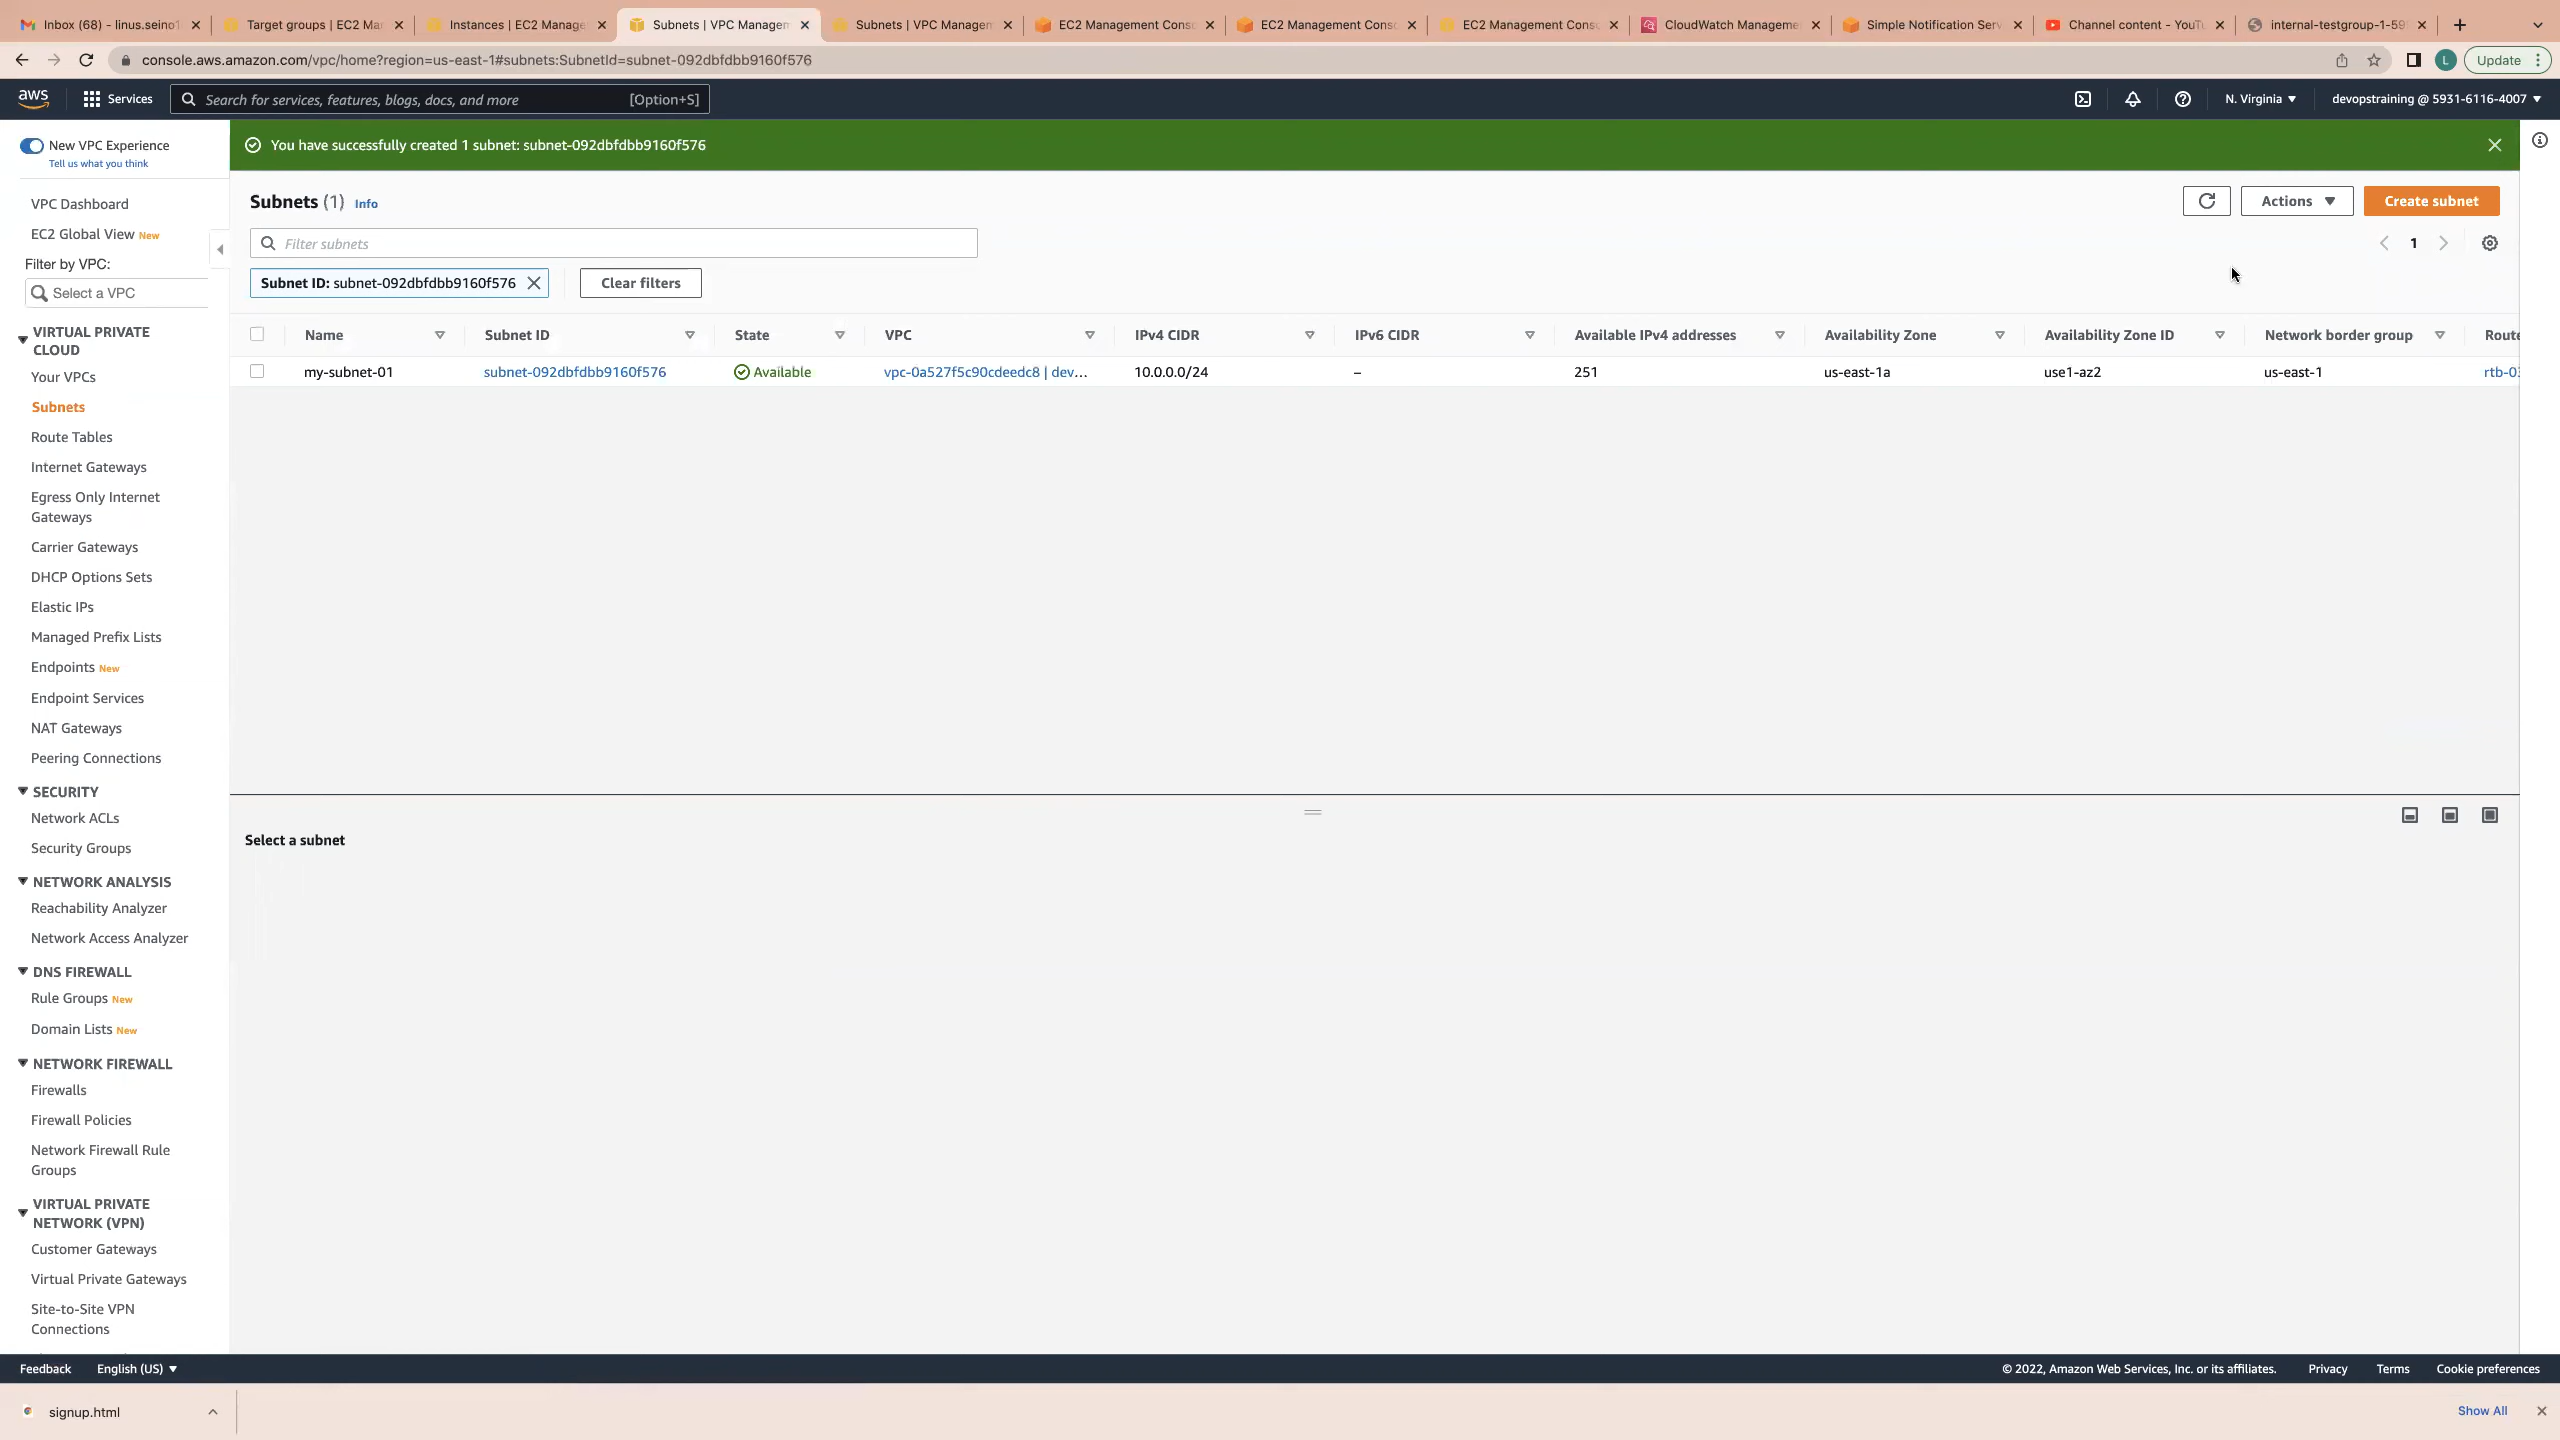 Inbox (68) - linus.seino1
Target groups | EC2 Ma
Instances | EC2 Manage
Subnets | VPC Managem
Subnets | VPC Managem
EC2 Management Cons
EC2 Management Cons
EC2 Management Cons
CloudWatch Manageme
Simple Notification Serv
Channel content - YouTu
internal-testgroup-1-59
console.aws.amazon.com/vpc/home?region=us-east-1#subnets:SubnetId=subnet-092dbfdbb9160f576
L
Update
aws
Services
Search for services, features, blogs, docs, and more
[Option+S]
N. Virginia
devopstraining @ 5931-6116-4007
New VPC Experience
Tell us what you think
VPC Dashboard
EC2 Global View New
Filter by VPC:
Select a VPC
VIRTUAL PRIVATE
CLOUD
Your VPCs
Subnets
Route Tables
Internet Gateways
Egress Only Internet
Gateways
Carrier Gateways
DHCP Options Sets
Elastic IPs
Managed Prefix Lists
Endpoints New
Endpoint Services
NAT Gateways
Peering Connections
SECURITY
Network ACLs
Security Groups
NETWORK ANALYSIS
Reachability Analyzer
Network Access Analyzer
DNS FIREWALL
Rule Groups New
Domain Lists New
NETWORK FIREWALL
Firewalls
Firewall Policies
Network Firewall Rule
Groups
VIRTUAL PRIVATE
NETWORK (VPN)
Customer Gateways
Virtual Private Gateways
Site-to-Site VPN
Connections
You have successfully created 1 subnet: subnet-092dbfdbb9160f576
Subnets (1) Info
Actions
Create subnet
Filter subnets
1
Subnet ID: subnet-092dbfdbb9160f576
Clear filters
Name
Subnet ID
State
VPC
IPv4 CIDR
IPv6 CIDR
Available IPv4 addresses
Availability Zone
Availability Zone ID
Network border group
Route
my-subnet-01
subnet-092dbfdbb9160f576
Available
vpc-0a527f5c90cdeedc8 | dev...
10.0.0.0/24
–
251
us-east-1a
use1-az2
us-east-1
rtb-03
Select a subnet
Feedback
English (US)
© 2022, Amazon Web Services, Inc. or its affiliates.
Privacy
Terms
Cookie preferences
signup.html
Show All